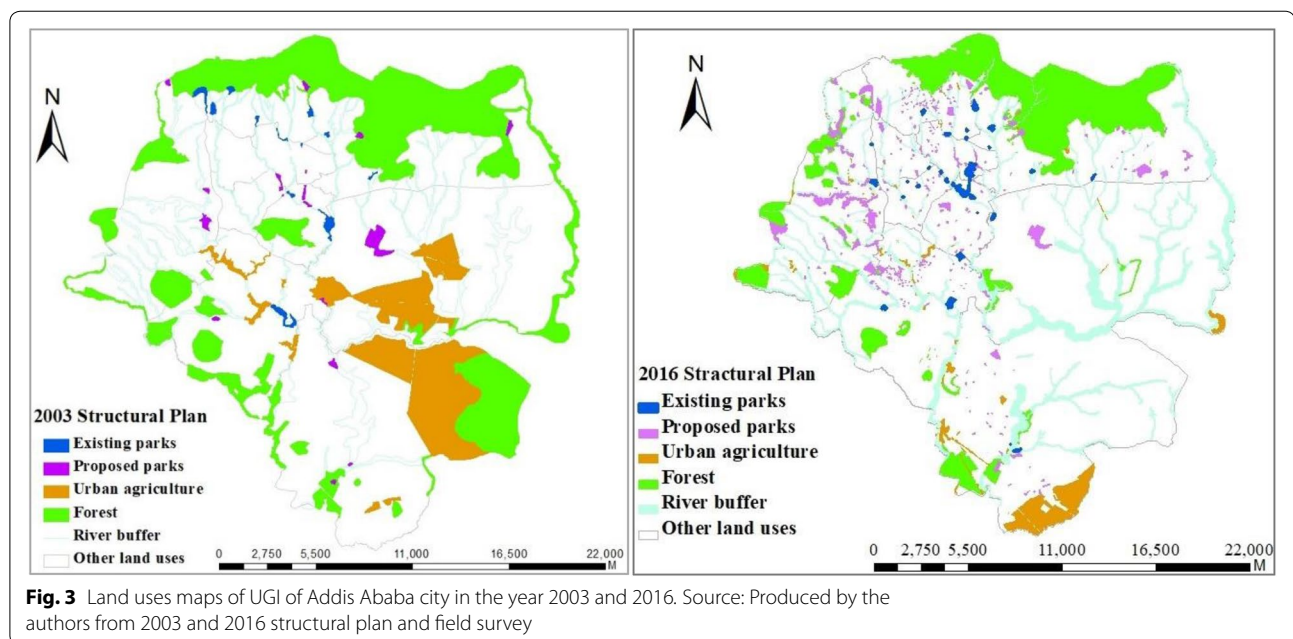 N
2003 Structural Plan
Existing parks
Proposed parks
Urban agriculture
Forest
River buffer
Other land uses
0 2,750 5,500 11,000 16,500 22,000
M
N
2016 Stractural Plan
Existing parks
Proposed parks
Urban agriculture
Forest
River buffer
Other land uses
0 2,750 5,500 11,000 16,500 22,000
M
Fig. 3 Land uses maps of UGI of Addis Ababa city in the year 2003 and 2016. Source: Produced by the
authors from 2003 and 2016 structural plan and field survey